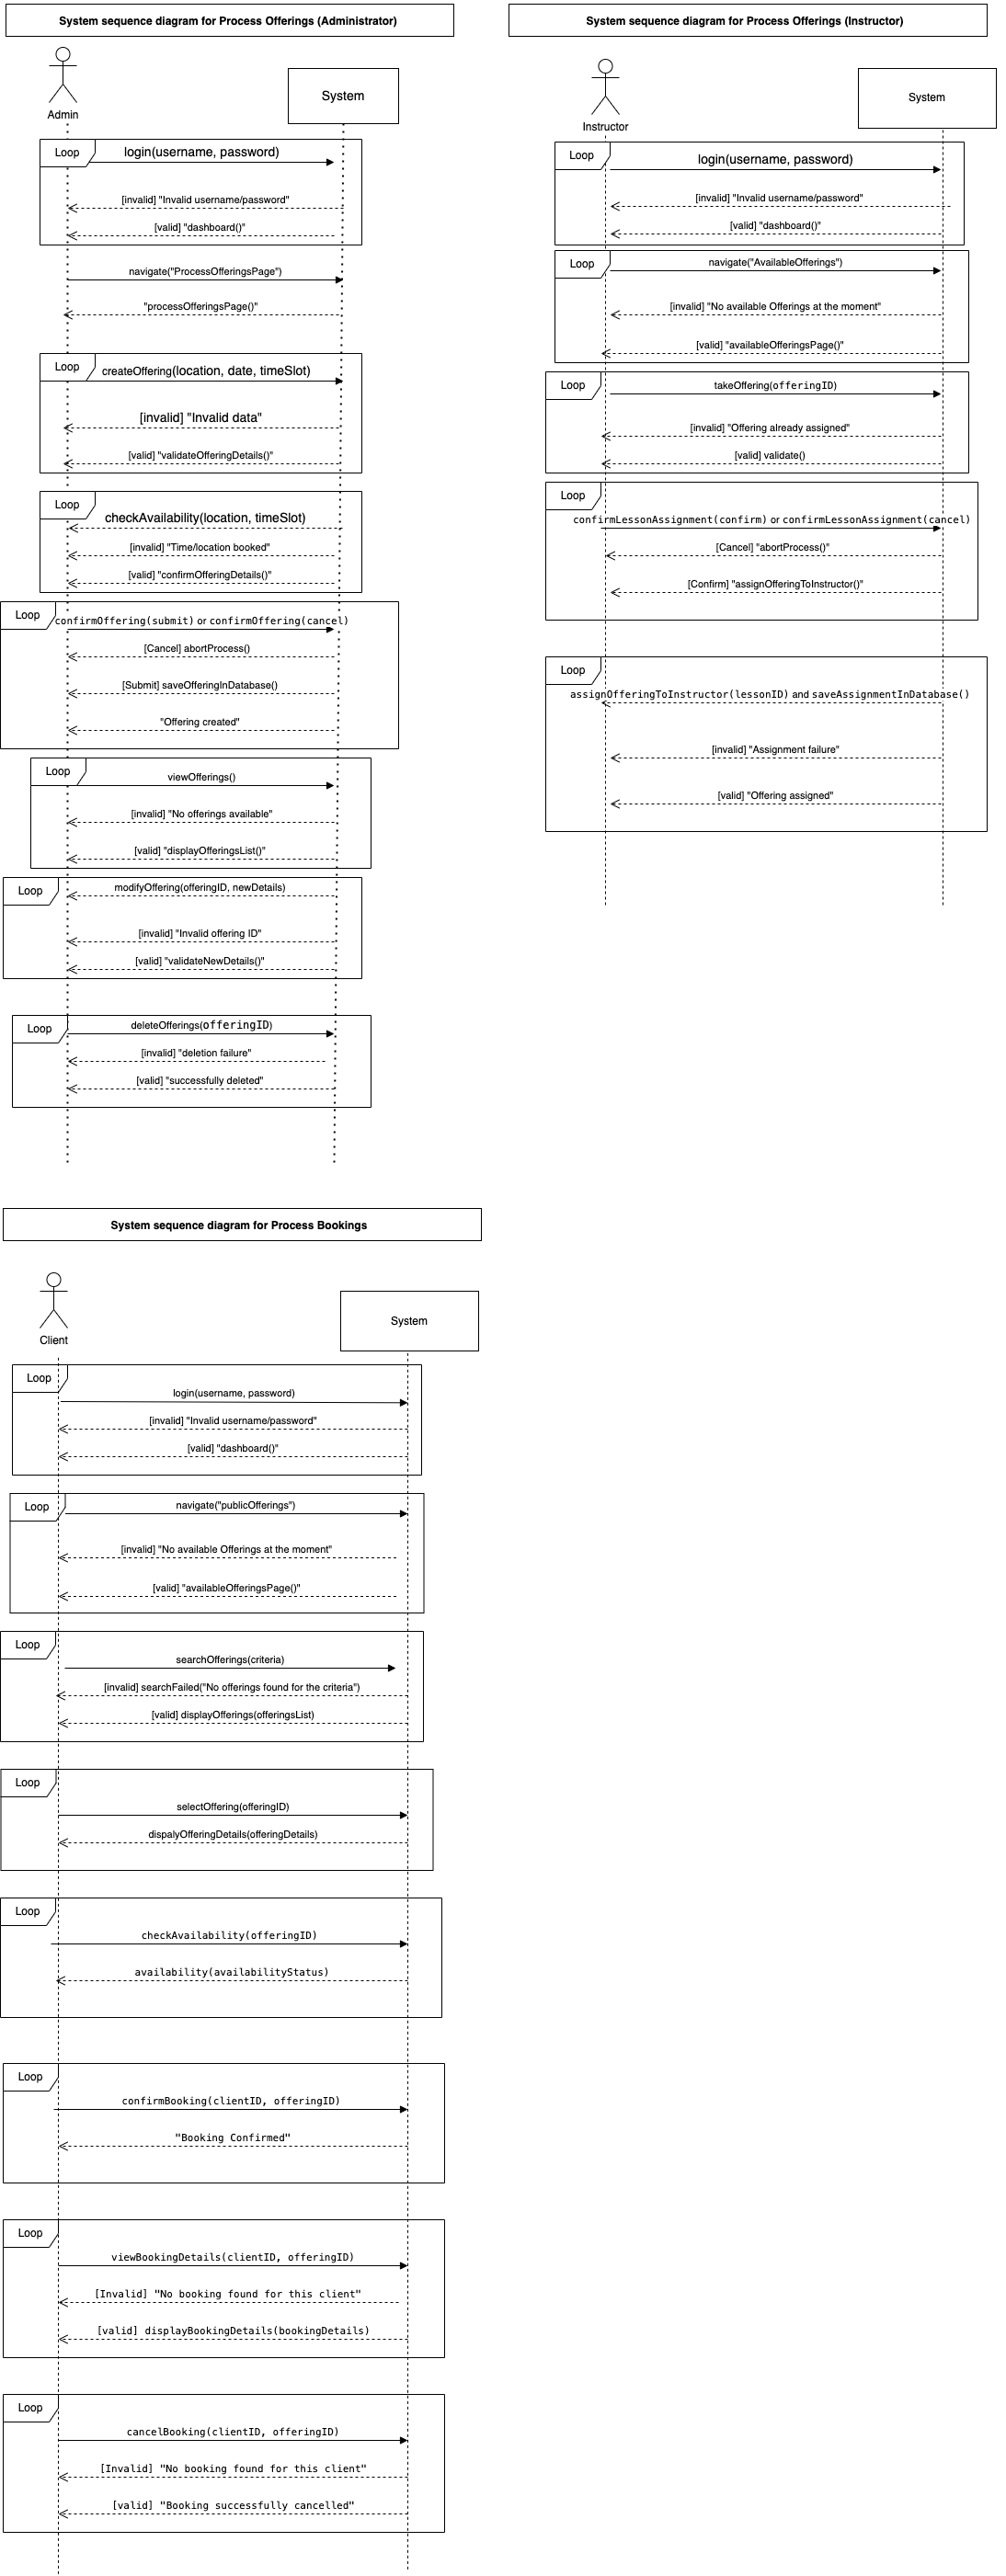 System sequence diagram for Process Offerings (Administrator)
Admin
System
Loop
login(username, password)
[invalid] "Invalid username/password"
[valid] "dashboard()"
navigate("ProcessOfferingsPage")
"processOfferingsPage()"
Loop
createOffering(location, date, timeSlot)
[invalid] "Invalid data"
[valid] "validateOfferingDetails()"
Loop
checkAvailability(location, timeSlot)
[invalid] "Time/location booked"
[valid] "confirmOfferingDetails()"
Loop
confirmOffering(submit) or confirmOffering(cancel)
[Cancel] abortProcess()
[Submit] saveOfferingInDatabase()
"Offering created"
Loop
viewOfferings()
[invalid] "No offerings available"
[valid] "displayOfferingsList()"
Loop
modifyOffering(offeringID, newDetails)
[invalid] "Invalid offering ID"
[valid] "validateNewDetails()"
Loop
deleteOfferings(offeringID)
[invalid] "deletion failure"
[valid] "successfully deleted"
System sequence diagram for Process Offerings (Instructor)
Instructor
System
Loop
login(username, password)
[invalid] "Invalid username/password"
[valid] "dashboard()"
Loop
navigate("AvailableOfferings")
[invalid] "No available Offerings at the moment"
[valid] "availableOfferingsPage()"
Loop
takeOffering(offeringID)
[invalid] "Offering already assigned"
[valid] validate()
Loop
confirmLessonAssignment(confirm) or confirmLessonAssignment(cancel)
[Cancel] "abortProcess()"
[Confirm] "assignOfferingToInstructor()"
Loop
assignOfferingToInstructor(lessonID) and saveAssignmentInDatabase()
[invalid] "Assignment failure"
[valid] "Offering assigned"
System sequence diagram for Process Bookings
Client
System
Loop
login(username, password)
[invalid] "Invalid username/password"
[valid] "dashboard()"
Loop
navigate("publicOfferings")
[invalid] "No available Offerings at the moment"
[valid] "availableOfferingsPage()"
Loop
searchOfferings(criteria)
[invalid] searchFailed("No offerings found for the criteria")
[valid] displayOfferings(offeringsList)
Loop
selectOffering(offeringID)
dispalyOfferingDetails(offeringDetails)
Loop
checkAvailability(offeringID)
availability(availabilityStatus)
Loop
confirmBooking(clientID, offeringID)
"Booking Confirmed"
Loop
viewBookingDetails(clientID, offeringID)
[Invalid] "No booking found for this client"
[valid] displayBookingDetails(bookingDetails)
Loop
cancelBooking(clientID, offeringID)
[Invalid] "No booking found for this client"
[valid] "Booking successfully cancelled"